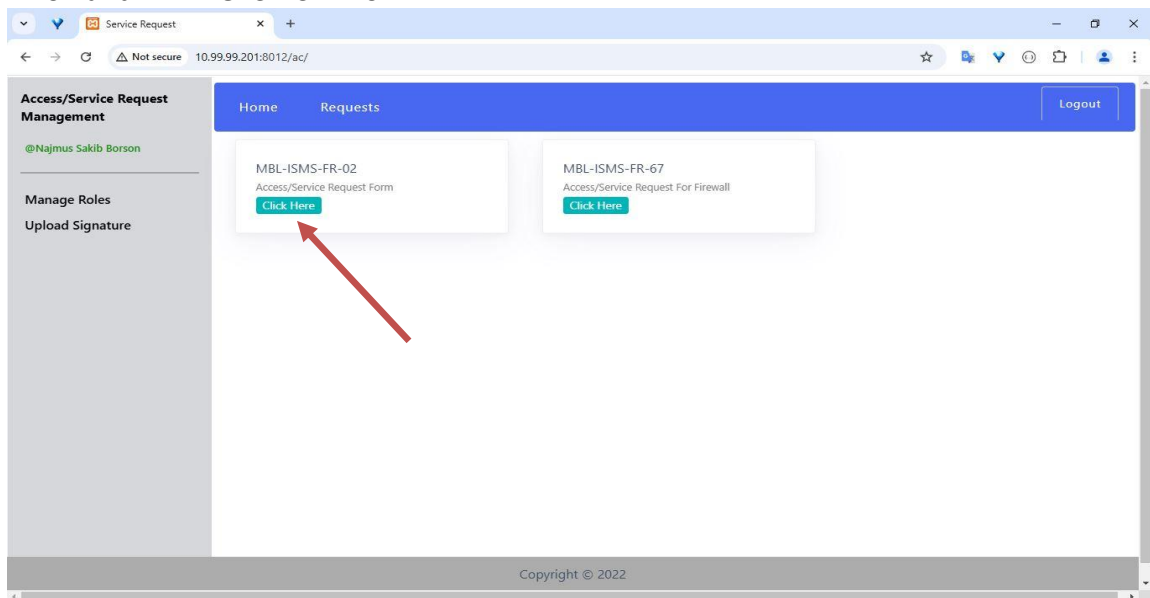 Service Request
Not secure 10.99.99.201:8012/ac/
Access/Service Request
Management
@Najmus Sakib Borson
Manage Roles
Upload Signature
Home Requests Logout
MBL-ISMS-FR-02
Access/Service Request Form
Click Here
MBL-ISMS-FR-67
Access/Service Request For Firewall
Click Here
Copyright © 2022